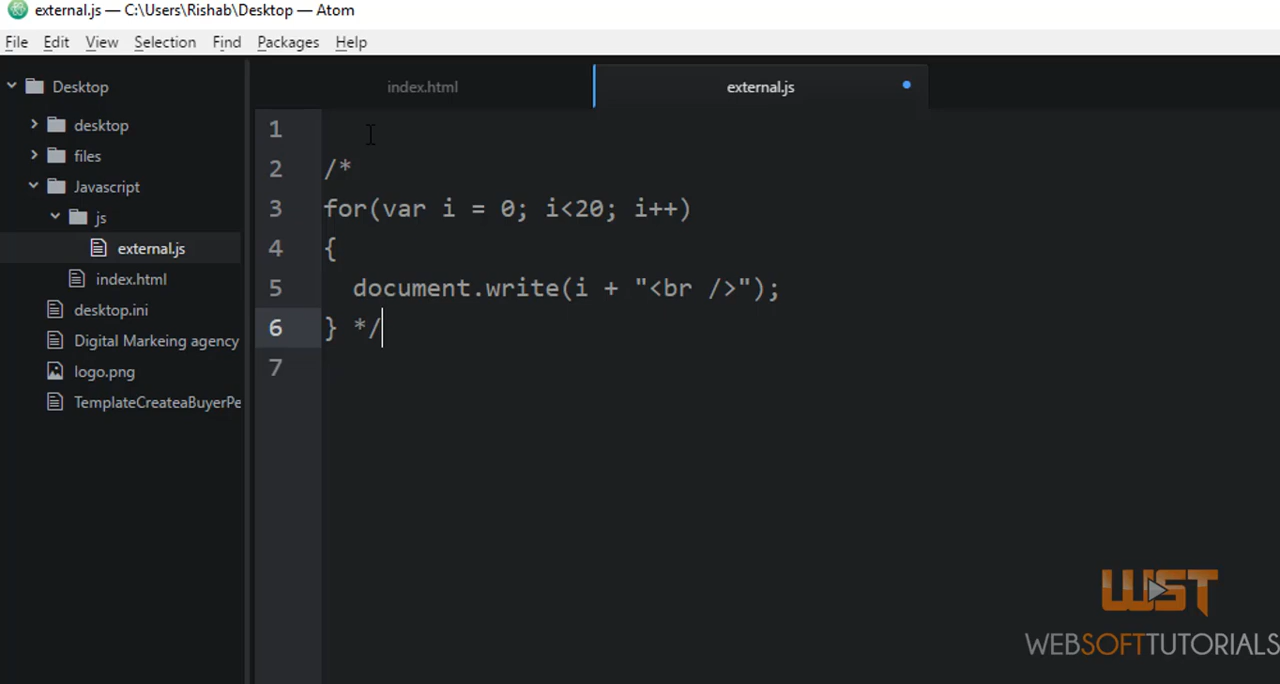 external.js — C:\Users\Rishab\Desktop — Atom
File Edit View Selection Find Packages Help
Desktop
desktop
files
Javascript
js
external.js
index.html
desktop.ini
Digital Markeing agency
logo.png
TemplateCreateaBuyerPe
index.html external.js
1
2 /*
3 for(var i = 0; i<20; i++)
4 {
5 document.write(i + "<br />");
6 } */
7
WST
WEBSOFTTUTORIALS